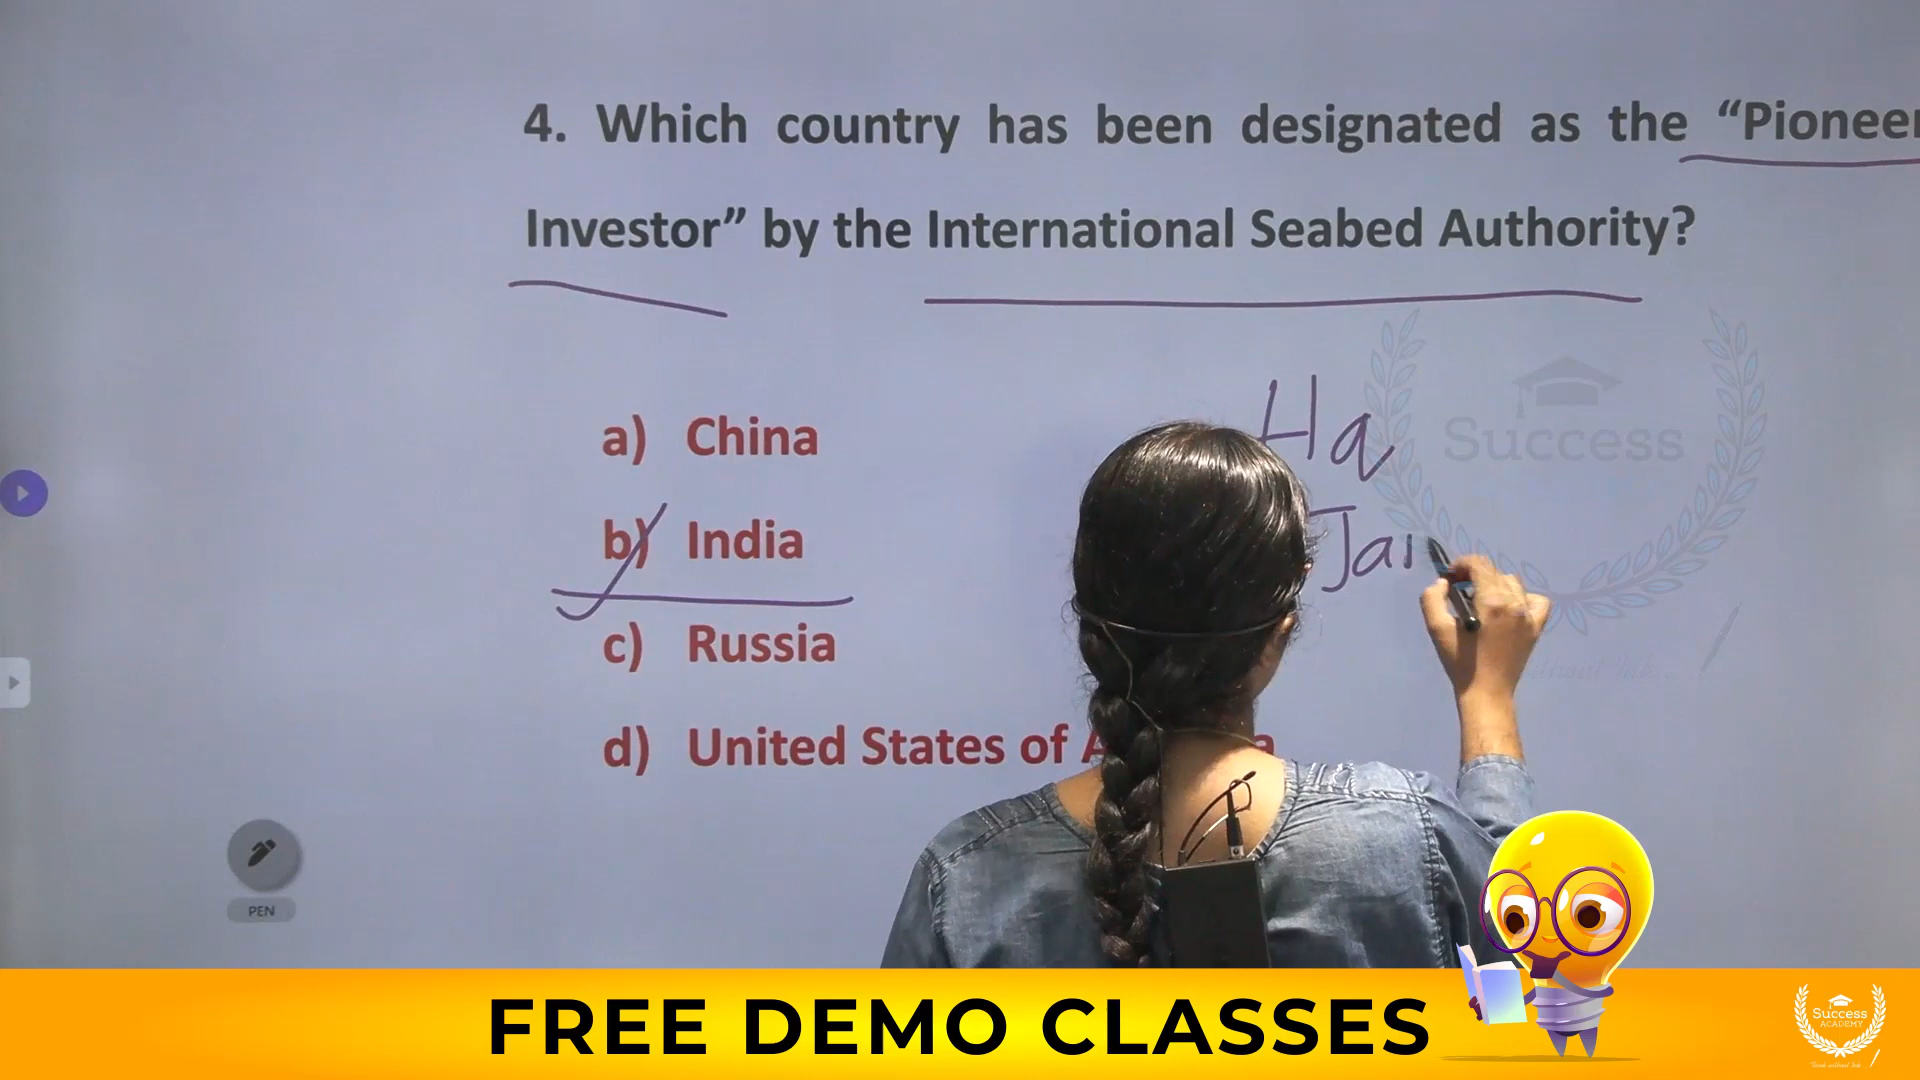 4. Which country has been designated as the “Pioneer
Investor” by the International Seabed Authority?
a) China
b) India
c) Russia
d) United States of
Ha
Jai
Success
PEN
FREE DEMO CLASSES
Success
ACADEMY